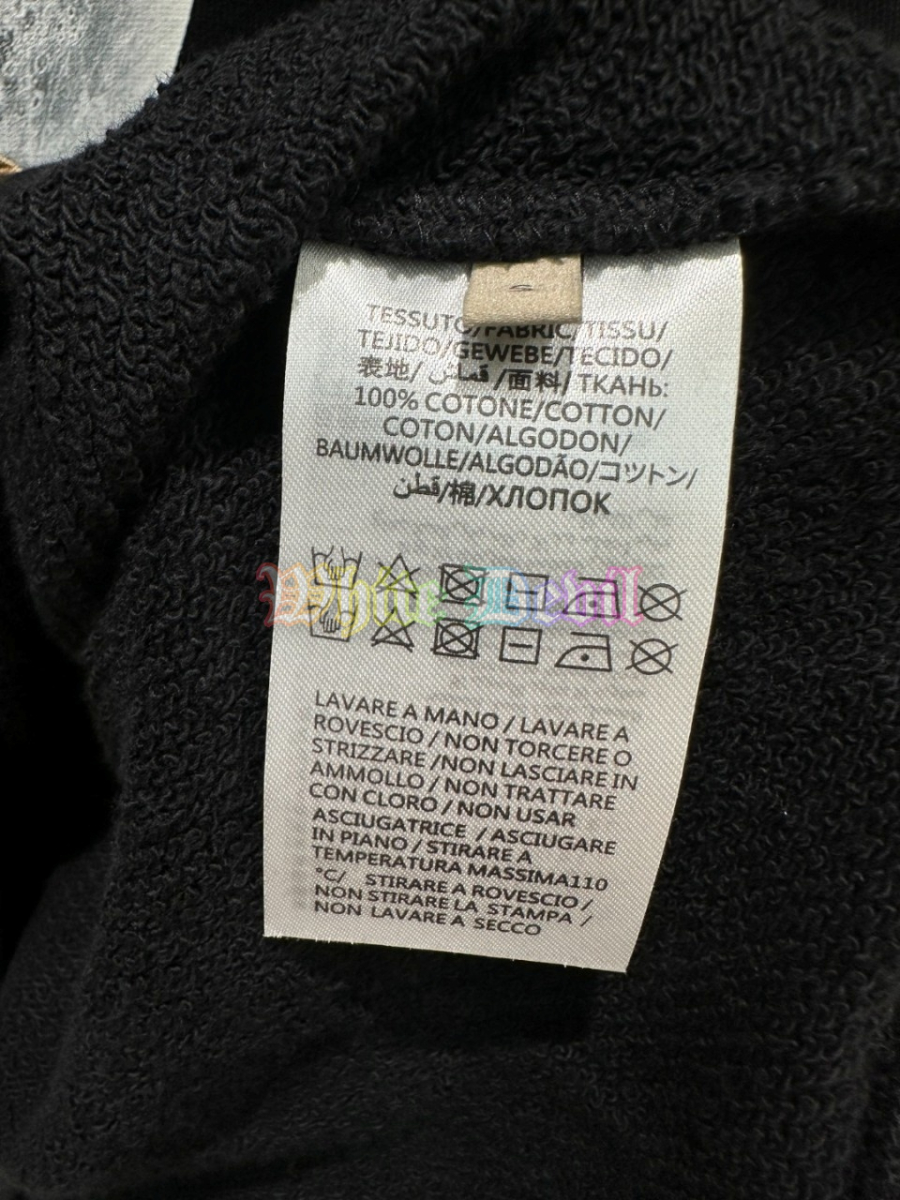 TESSUTO/FABRIC/TISSU/
TEJIDO/GEWEBE/TECIDO/
表地/ قماش /面料/ ТКАНЬ:
100% COTONE/COTTON/
COTON/ALGODON/
BAUMWOLLE/ALGODÃO/コツトン/
قطن/棉/ХЛОПОК
White Devil
LAVARE A MANO / LAVARE A
ROVESCIO / NON TORCERE O
STRIZZARE /NON LASCIARE IN
AMMOLLO / NON TRATTARE
CON CLORO / NON USAR
ASCIUGATRICE / ASCIUGARE
IN PIANO / STIRARE A
TEMPERATURA MASSIMA110
°C/ STIRARE A ROVESCIO /
NON STIRARE LA STAMPA /
NON LAVARE A SECCO